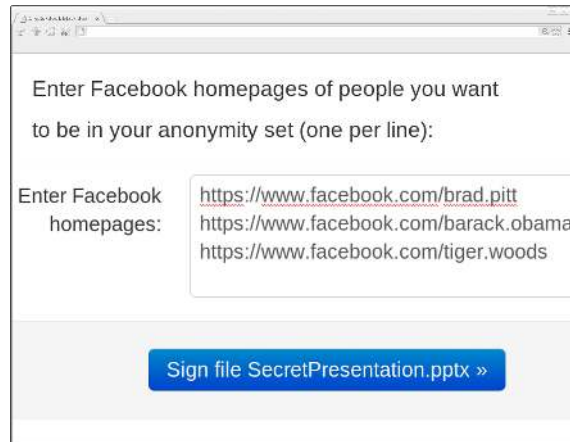 Enter Facebook homepages of people you want
to be in your anonymity set (one per line):
Enter Facebook
homepages:
https://www.facebook.com/brad.pitt
https://www.facebook.com/barack.obama
https://www.facebook.com/tiger.woods
Sign file SecretPresentation.pptx »